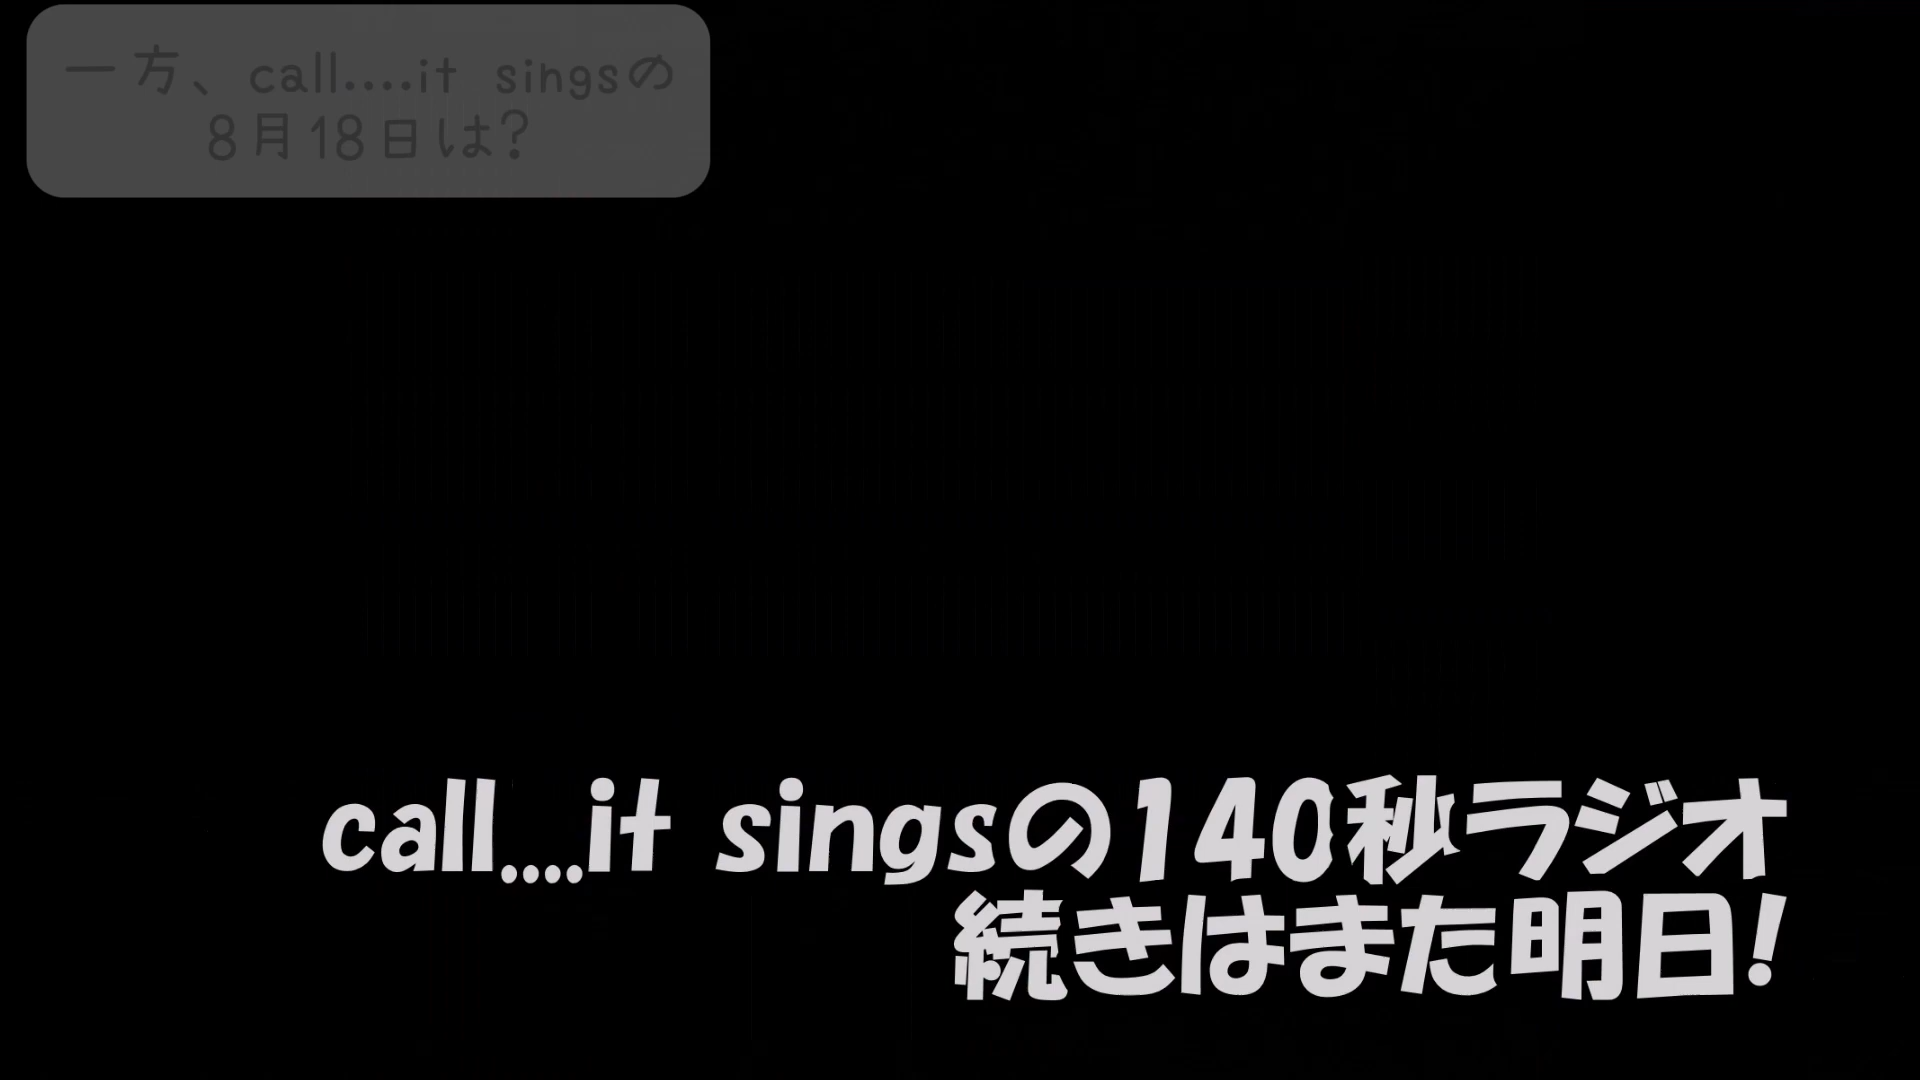 一方、call....it singsの
8月18日は?
call....it singsの140秒ラジオ
続きはまた明日!